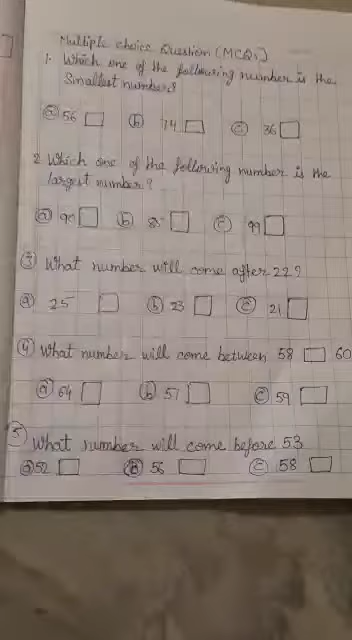 Multiple choice Question (MCQs)
1. Which one of the following number is the
Smallest number?
(a) 56 (b) 74 (c) 36
2. Which one of the following number is the
largest number?
(a) 90 (b) 85 (c) 99
(3) What number will come after 22?
(a) 25 (b) 23 (c) 21
(4) What number will come between 58 60
(a) 64 (b) 57 (c) 59
(5) What number will come before 53
(a) 52 (B) 56 (c) 58